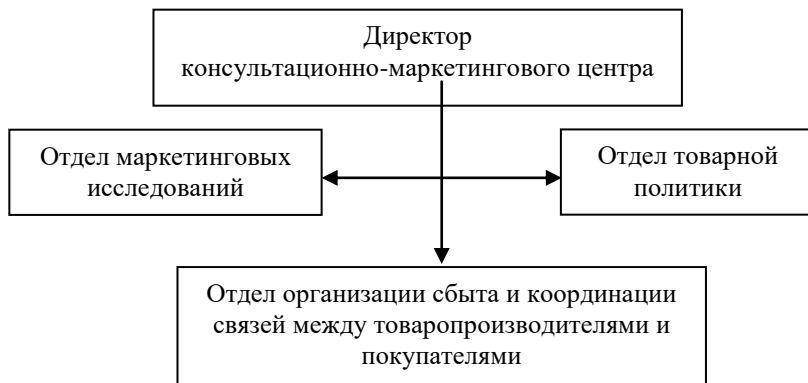 Директор
консультационно-маркетингового центра
Отдел маркетинговых
исследований
Отдел товарной
политики
Отдел организации сбыта и координации
связей между товаропроизводителями и
покупателями